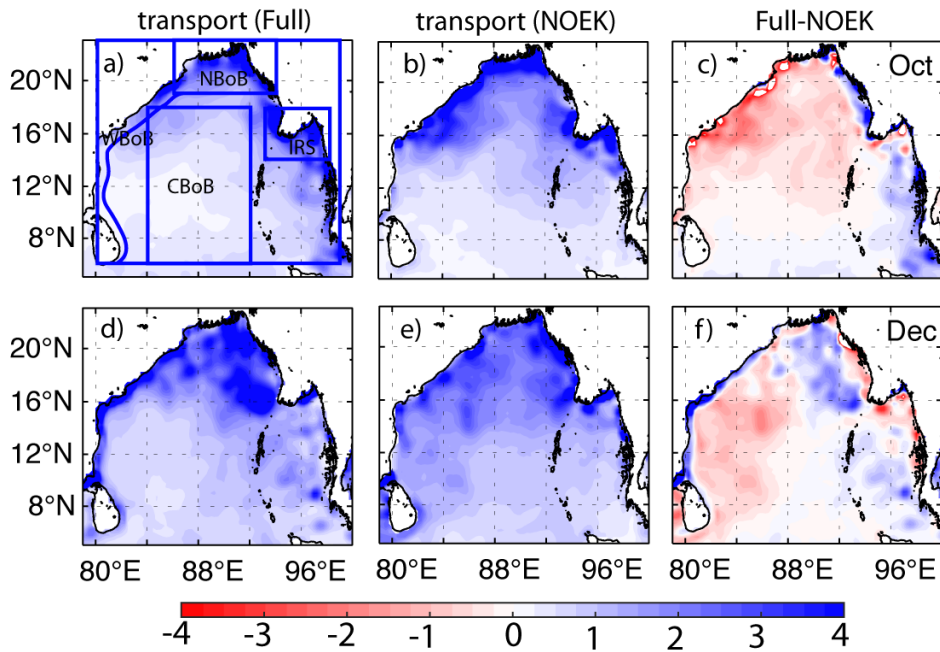 transport (Full) transport (NOEK) Full-NOEK
a) NBoB b) c) Oct
20°N
WBoB
16°N
IRS
CBoB
12°N
8°N
d) e) f) Dec
20°N
16°N
12°N
8°N
80°E 88°E 96°E 80°E 88°E 96°E 80°E 88°E 96°E
-4 -3 -2 -1 0 1 2 3 4